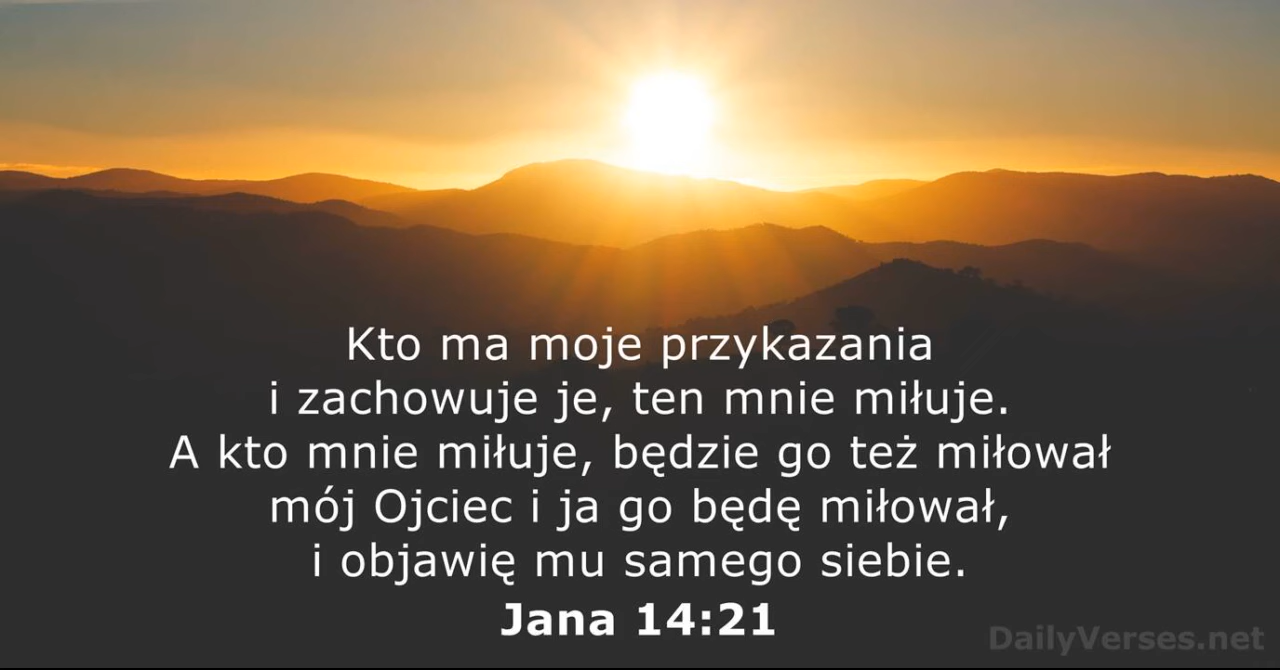 Kto ma moje przykazania
i zachowuje je, ten mnie miłuje.
A kto mnie miłuje, będzie go też miłował
mój Ojciec i ja go będę miłował,
i objawię mu samego siebie.
Jana 14:21
DailyVerses.net